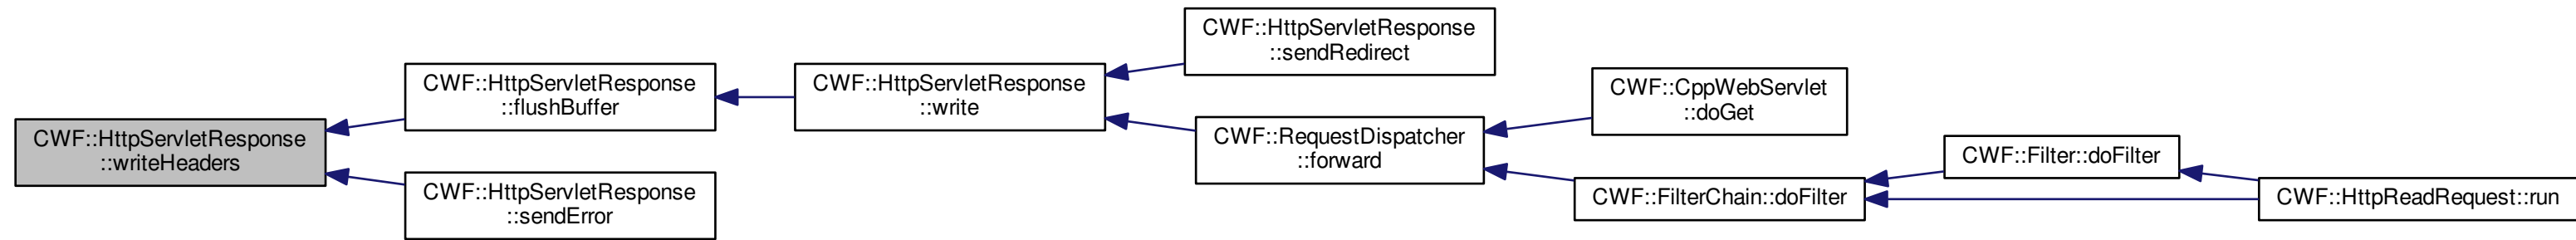 CWF::HttpServletResponse
::writeHeaders
CWF::HttpServletResponse
::flushBuffer
CWF::HttpServletResponse
::sendError
CWF::HttpServletResponse
::write
CWF::HttpServletResponse
::sendRedirect
CWF::RequestDispatcher
::forward
CWF::CppWebServlet
::doGet
CWF::FilterChain::doFilter
CWF::Filter::doFilter
CWF::HttpReadRequest::run